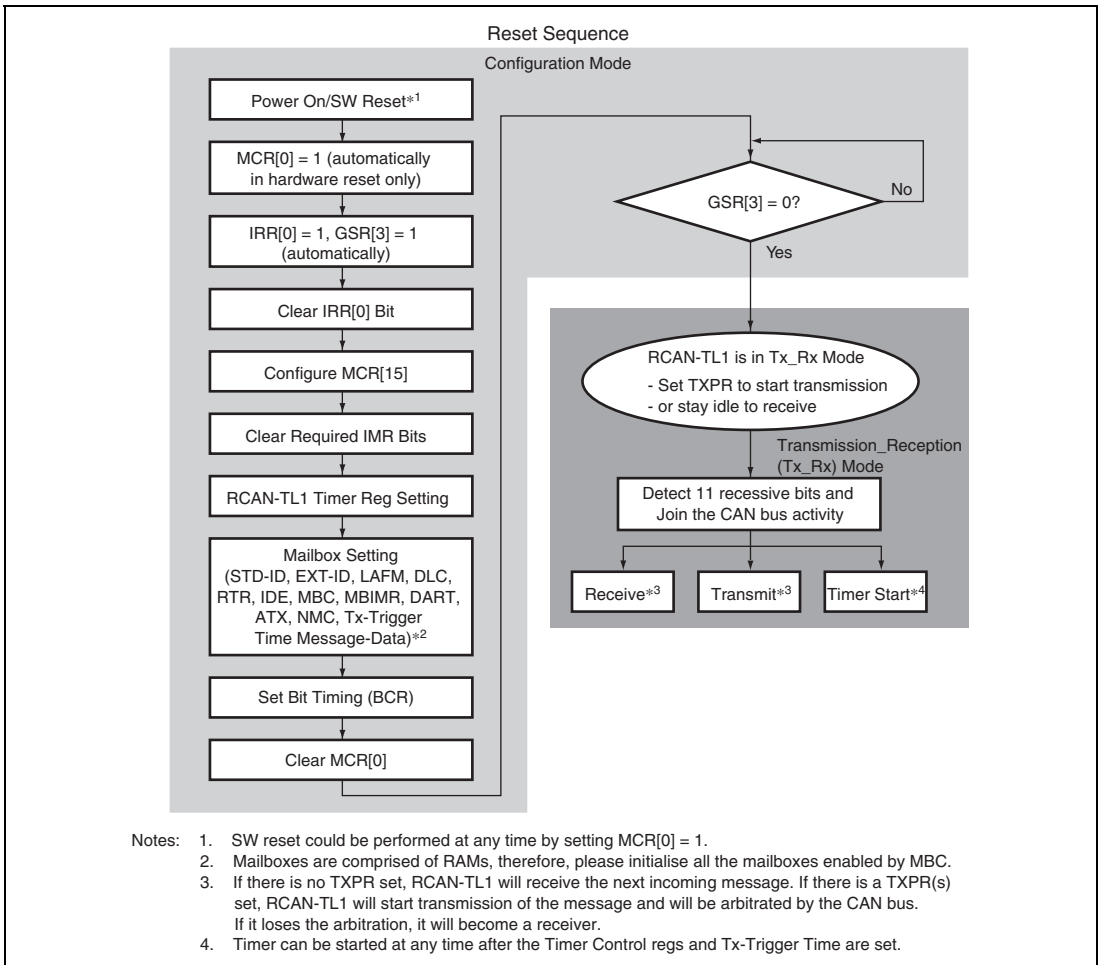 Reset Sequence
Configuration Mode
Power On/SW Reset*1
MCR[0] = 1 (automatically
in hardware reset only)
IRR[0] = 1, GSR[3] = 1
(automatically)
Clear IRR[0] Bit
Configure MCR[15]
Clear Required IMR Bits
RCAN-TL1 Timer Reg Setting
Mailbox Setting
(STD-ID, EXT-ID, LAFM, DLC,
RTR, IDE, MBC, MBIMR, DART,
ATX, NMC, Tx-Trigger
Time Message-Data)*2
Set Bit Timing (BCR)
Clear MCR[0]
GSR[3] = 0?
No
Yes
RCAN-TL1 is in Tx_Rx Mode
- Set TXPR to start transmission
- or stay idle to receive
Transmission_Reception
(Tx_Rx) Mode
Detect 11 recessive bits and
Join the CAN bus activity
Receive*3
Transmit*3
Timer Start*4
Notes: 1. SW reset could be performed at any time by setting MCR[0] = 1.
2. Mailboxes are comprised of RAMs, therefore, please initialise all the mailboxes enabled by MBC.
3. If there is no TXPR set, RCAN-TL1 will receive the next incoming message. If there is a TXPR(s)
set, RCAN-TL1 will start transmission of the message and will be arbitrated by the CAN bus.
If it loses the arbitration, it will become a receiver.
4. Timer can be started at any time after the Timer Control regs and Tx-Trigger Time are set.